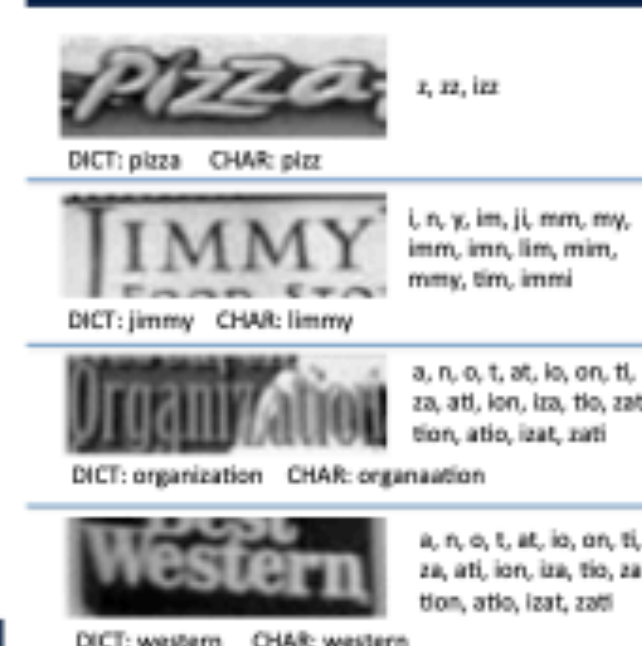 Pizza
z, zz, izz
DICT: pizza CHAR: pizz
JIMMY
FOOD STO
i, n, y, im, ji, mm, my,
imm, imn, lim, mim,
mmy, tim, immi
DICT: jimmy CHAR: limmy
Organization
a, n, o, t, at, io, on, ti,
za, ati, ion, iza, tio, zat
tion, atio, izat, zati
DICT: organization CHAR: organaation
Best
Western
a, n, o, t, at, io, on, ti,
za, ati, ion, iza, tio, za
tion, atio, izat, zati
DICT: western CHAR: western